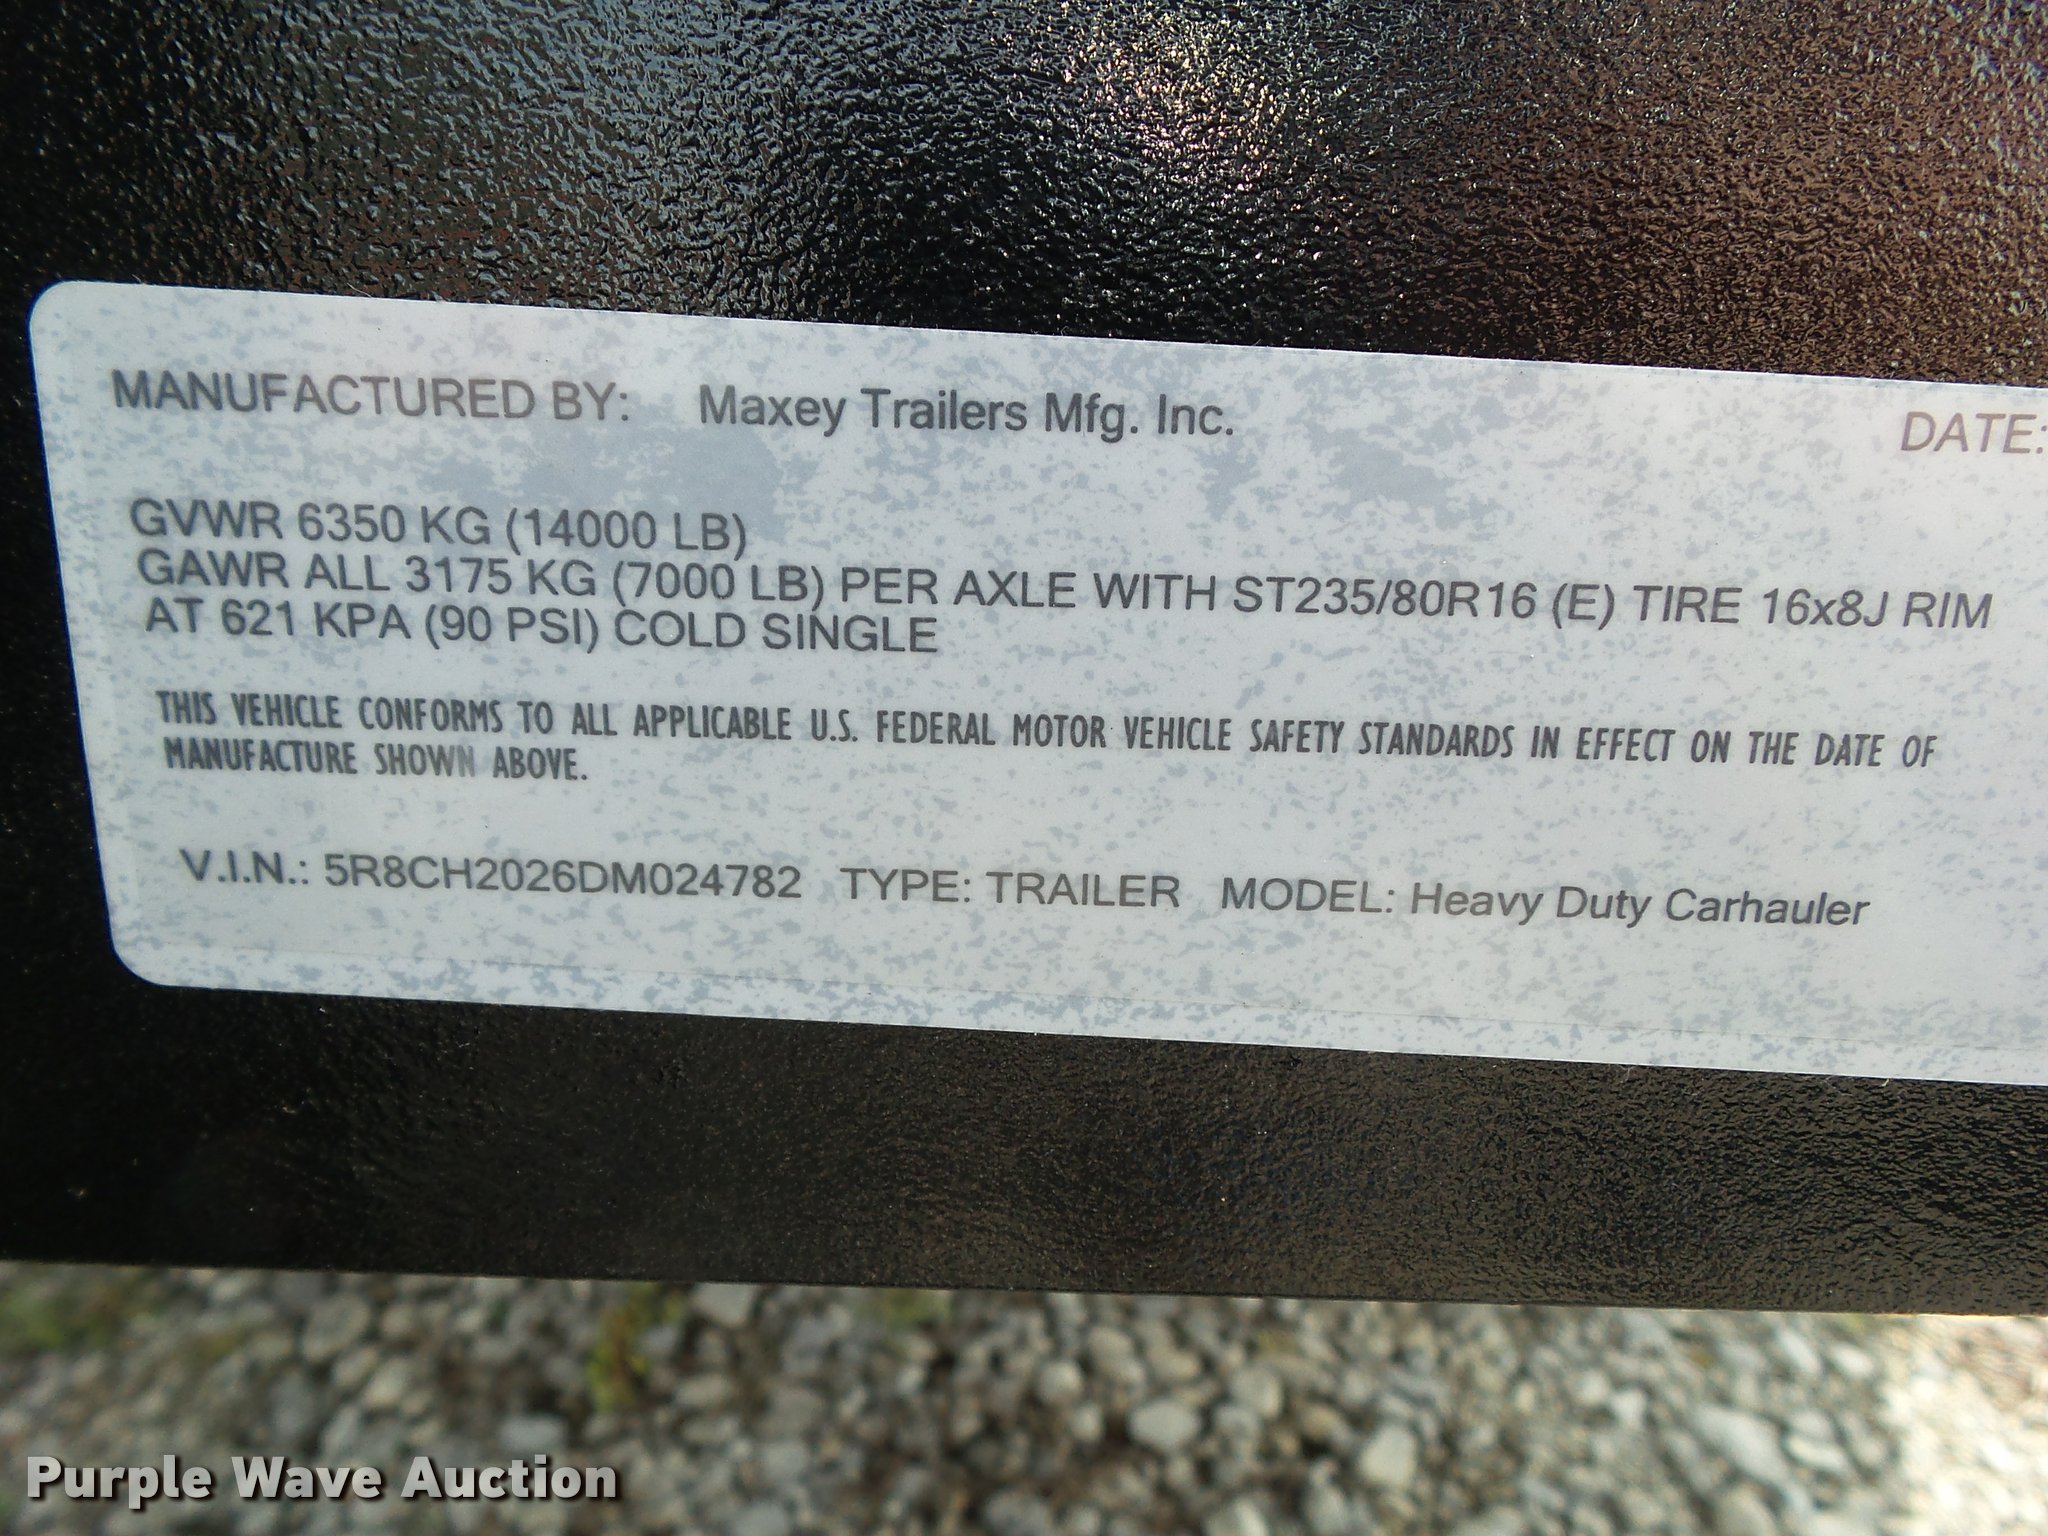 MANUFACTURED BY: Maxey Trailers Mfg. Inc. DATE:
GVWR 6350 KG (14000 LB)
GAWR ALL 3175 KG (7000 LB) PER AXLE WITH ST235/80R16 (E) TIRE 16x8J RIM
AT 621 KPA (90 PSI) COLD SINGLE
THIS VEHICLE CONFORMS TO ALL APPLICABLE U.S. FEDERAL MOTOR VEHICLE SAFETY STANDARDS IN EFFECT ON THE DATE OF
MANUFACTURE SHOWN ABOVE.
V.I.N.: 5R8CH2026DM024782 TYPE: TRAILER MODEL: Heavy Duty Carhauler
Purple Wave Auction